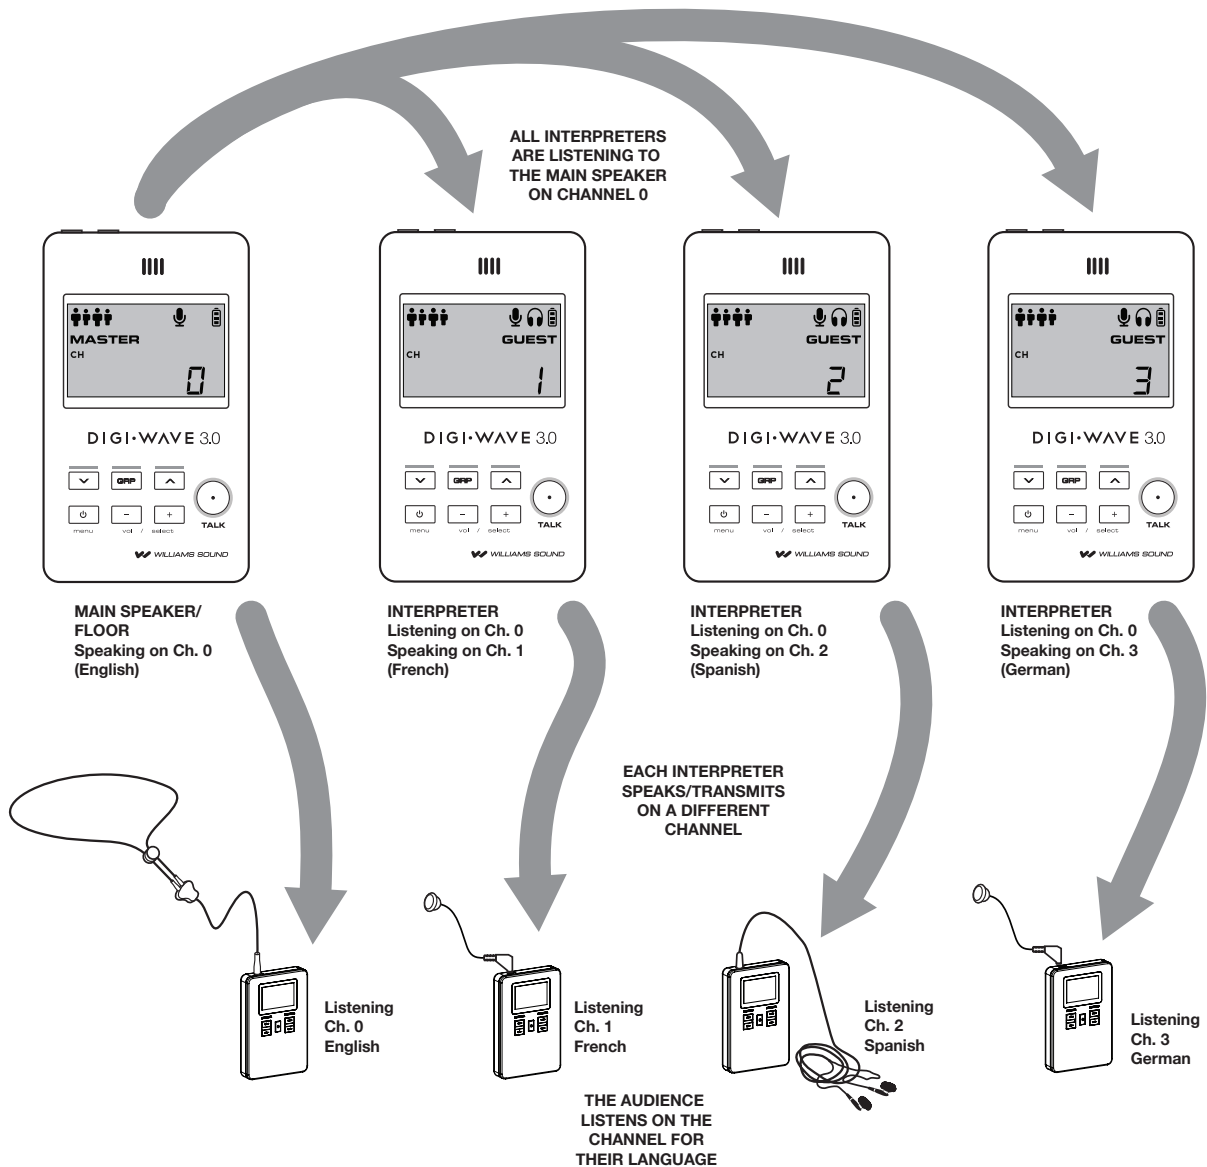 ALL INTERPRETERS
ARE LISTENING TO
THE MAIN SPEAKER
ON CHANNEL 0
MASTER
CH
0
DIGI•WAVE 3.0
GRP
menu
vol / select
TALK
WILLIAMS SOUND
GUEST
CH
1
DIGI•WAVE 3.0
GRP
menu
vol / select
TALK
WILLIAMS SOUND
GUEST
CH
2
DIGI•WAVE 3.0
GRP
menu
vol / select
TALK
WILLIAMS SOUND
GUEST
CH
3
DIGI•WAVE 3.0
GRP
menu
vol / select
TALK
WILLIAMS SOUND
MAIN SPEAKER/
FLOOR
Speaking on Ch. 0
(English)
INTERPRETER
Listening on Ch. 0
Speaking on Ch. 1
(French)
INTERPRETER
Listening on Ch. 0
Speaking on Ch. 2
(Spanish)
INTERPRETER
Listening on Ch. 0
Speaking on Ch. 3
(German)
EACH INTERPRETER
SPEAKS/TRANSMITS
ON A DIFFERENT
CHANNEL
Listening
Ch. 0
English
Listening
Ch. 1
French
Listening
Ch. 2
Spanish
Listening
Ch. 3
German
THE AUDIENCE
LISTENS ON THE
CHANNEL FOR
THEIR LANGUAGE